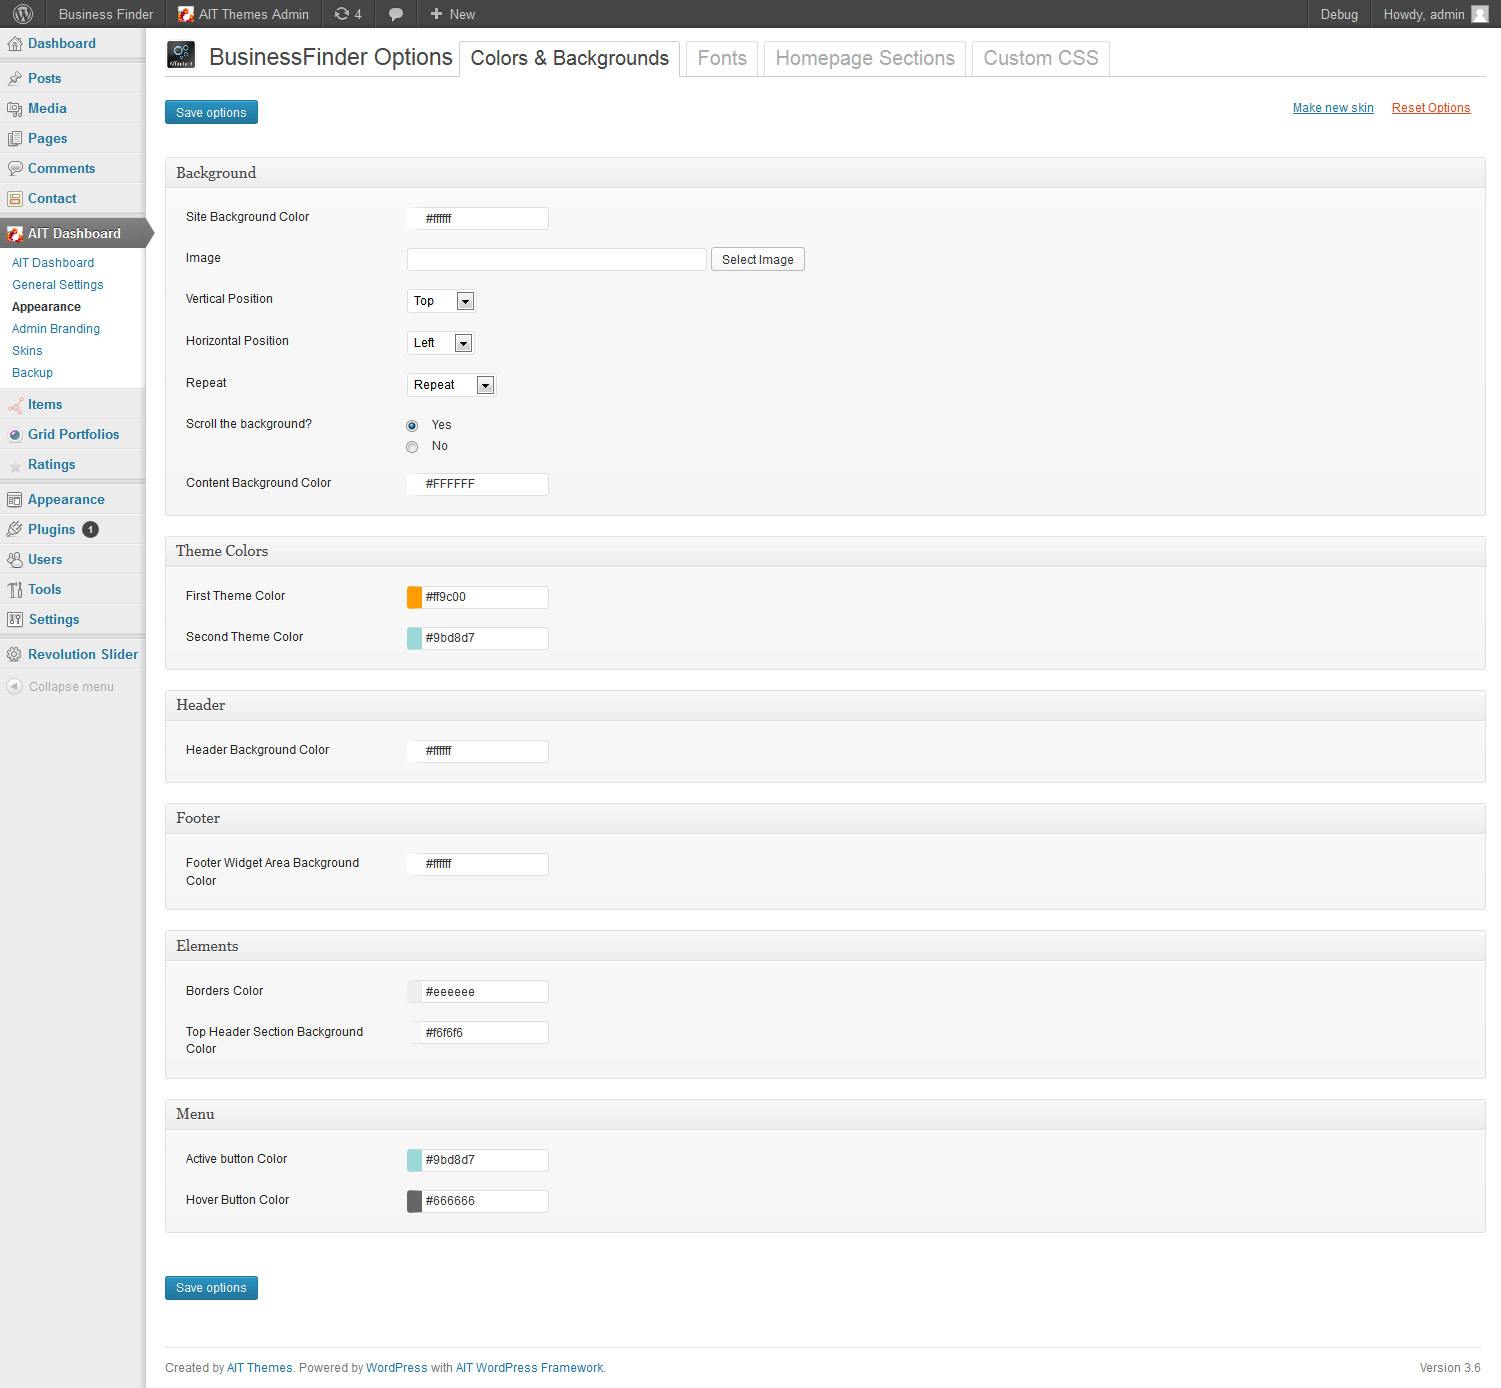 Business Finder AIT Themes Admin 4 New Debug Howdy, admin
Dashboard
Posts
Media
Pages
Comments
Contact
AIT Dashboard
AIT Dashboard
General Settings
Appearance
Admin Branding
Skins
Backup
Items
Grid Portfolios
Ratings
Appearance
Plugins 1
Users
Tools
Settings
Revolution Slider
Collapse menu
BusinessFinder Options Colors & Backgrounds Fonts Homepage Sections Custom CSS
Save options Make new skin Reset Options
Background
Site Background Color #ffffff
Image Select Image
Vertical Position Top
Horizontal Position Left
Repeat Repeat
Scroll the background? Yes
No
Content Background Color #FFFFFF
Theme Colors
First Theme Color #ff9c00
Second Theme Color #9bd8d7
Header
Header Background Color #ffffff
Footer
Footer Widget Area Background
Color
#ffffff
Elements
Borders Color #eeeeee
Top Header Section Background
Color
#f6f6f6
Menu
Active button Color #9bd8d7
Hover Button Color #666666
Save options
Created by AIT Themes. Powered by WordPress with AIT WordPress Framework. Version 3.6